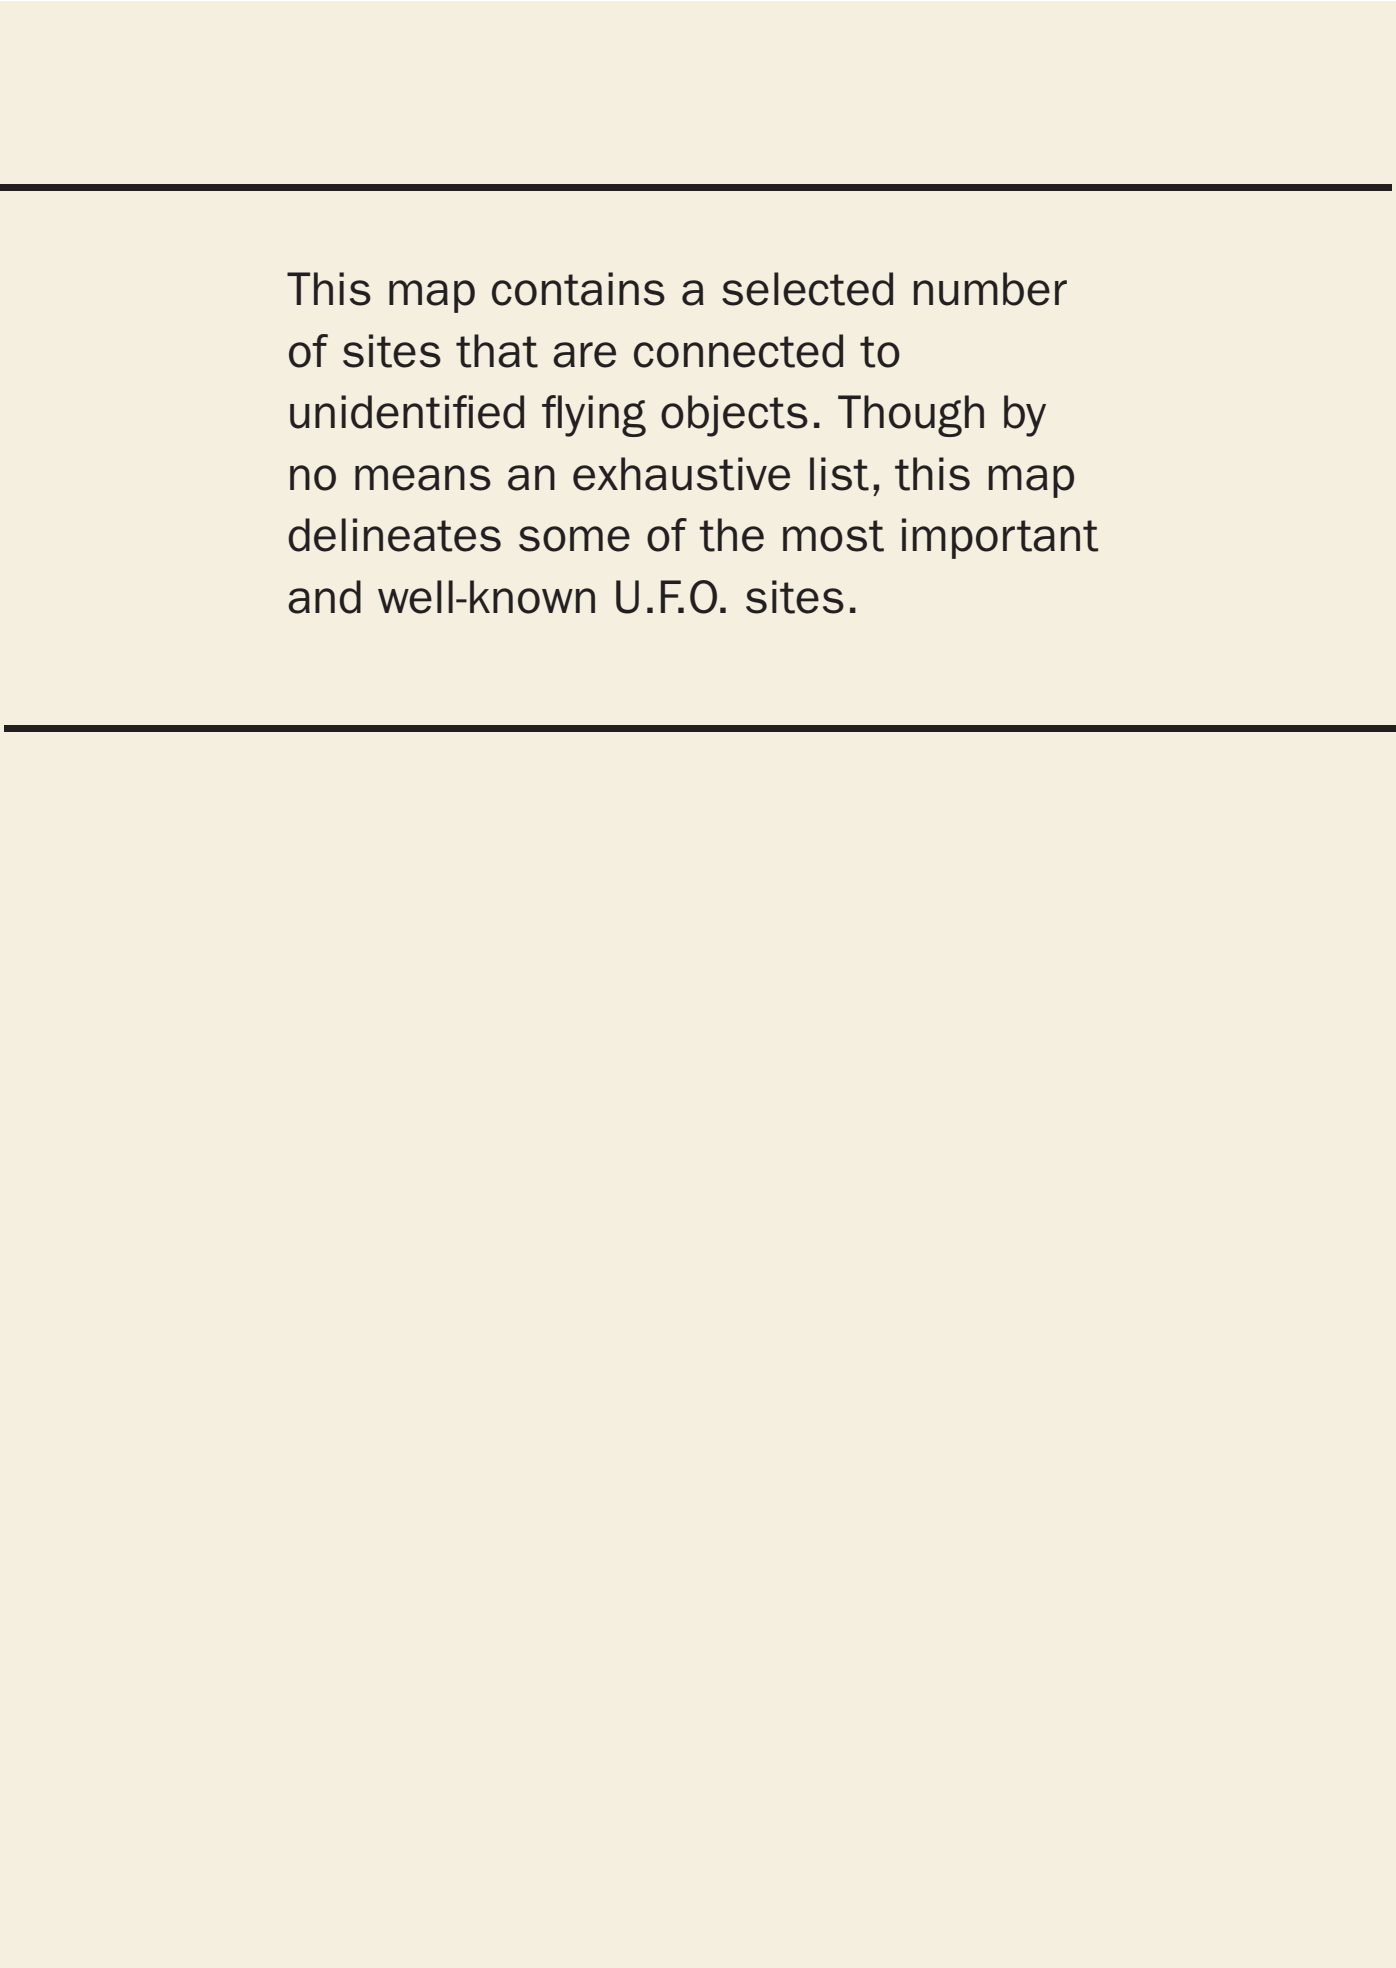 This map contains a selected number
of sites that are connected to
unidentified flying objects. Though by
no means an exhaustive list, this map
delineates some of the most important
and well-known U.F.O. sites.